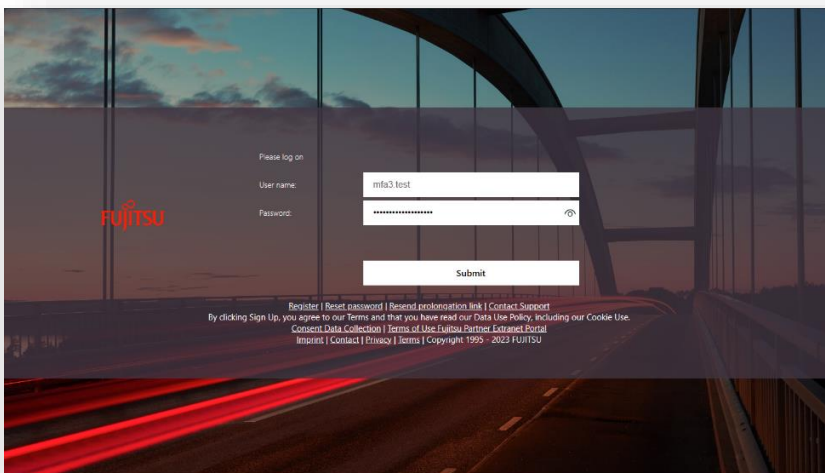 Please log on
User name:
mfa3.test
FUJITSU
Password:
••••••••••••••••••
Submit
Register | Reset password | Resend prolongation link | Contact Support
By clicking Sign Up, you agree to our Terms and that you have read our Data Use Policy, including our Cookie Use.
Consent Data Collection | Terms of Use Fujitsu Partner Extranet Portal
Imprint | Contact | Privacy | Terms | Copyright 1995 - 2023 FUJITSU